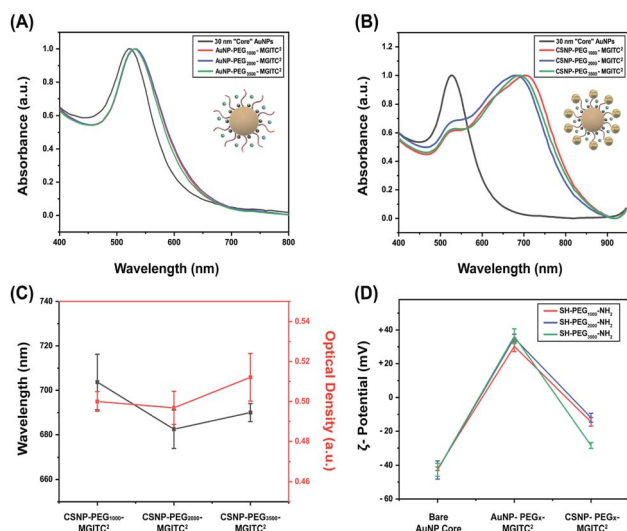 (A)
30 nm "Core" AuNPs
AuNP-PEG1000- MGITC²
AuNP-PEG2000- MGITC²
AuNP-PEG3500- MGITC²
Absorbance (a.u.)
1.0
0.8
0.6
0.4
0.2
0.0
400
500
600
700
800
Wavelength (nm)
(B)
30 nm "Core" AuNPs
CSNP-PEG1000- MGITC²
CSNP-PEG2000- MGITC²
CSNP-PEG3500- MGITC²
Absorbance (a.u.)
1.0
0.8
0.6
0.4
0.2
0.0
400
500
600
700
800
900
Wavelength (nm)
(C)
Wavelength (nm)
740
720
700
680
660
0.54
0.52
0.50
0.48
0.46
Optical Density (a.u.)
CSNP-PEG1000-
MGITC²
CSNP-PEG2000-
MGITC²
CSNP-PEG3500-
MGITC²
(D)
SH-PEG1000-NH2
SH-PEG2000-NH2
SH-PEG3500-NH2
ζ- Potential (mV)
+40
+20
0
-20
-40
-60
Bare
AuNP Core
AuNP- PEGx-
MGITC²
CSNP- PEGx-
MGITC²